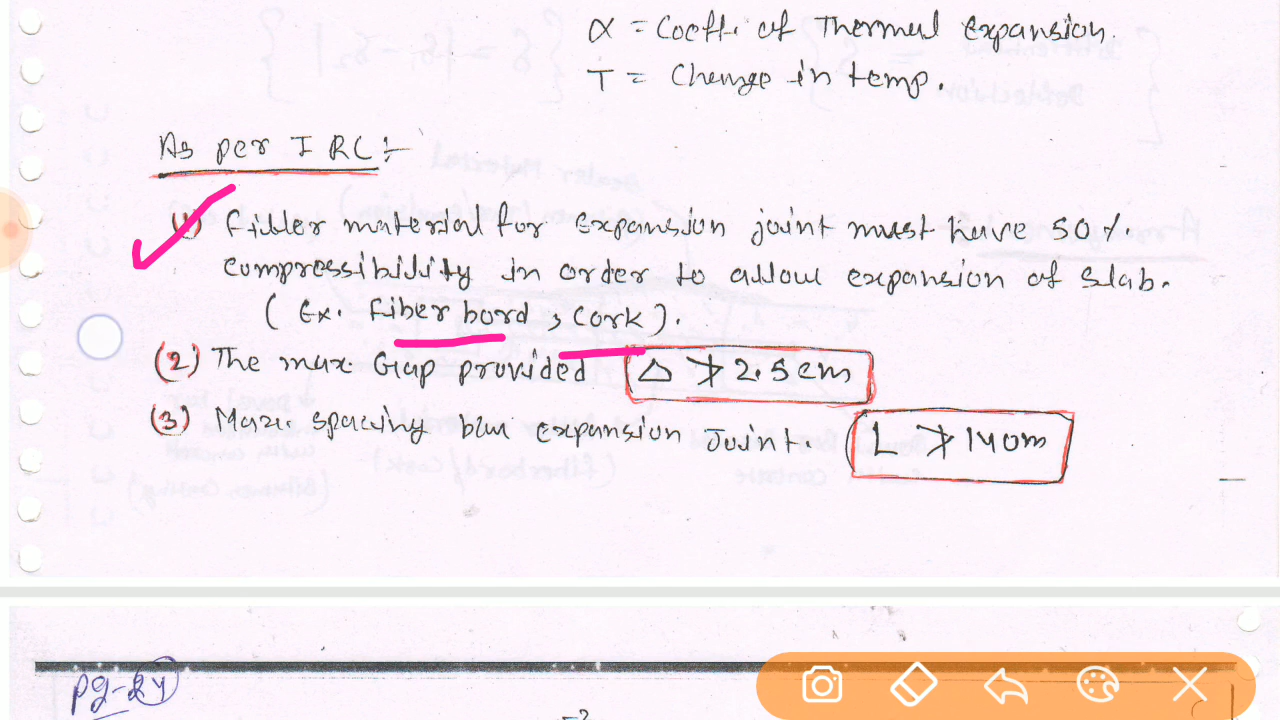 α = Coeff. of Thermal expansion.
T = Change in temp.
As per IRC:-
(1) Filler material for Expansion joint must have 50%.
compressibility in order to allow expansion of slab.
(Ex. Fiber bord, Cork).
(2) The max Gap provided Δ ≯ 2.5cm
(3) Max. spacing b/w expansion Joint. L ≯ 140m
pg-24